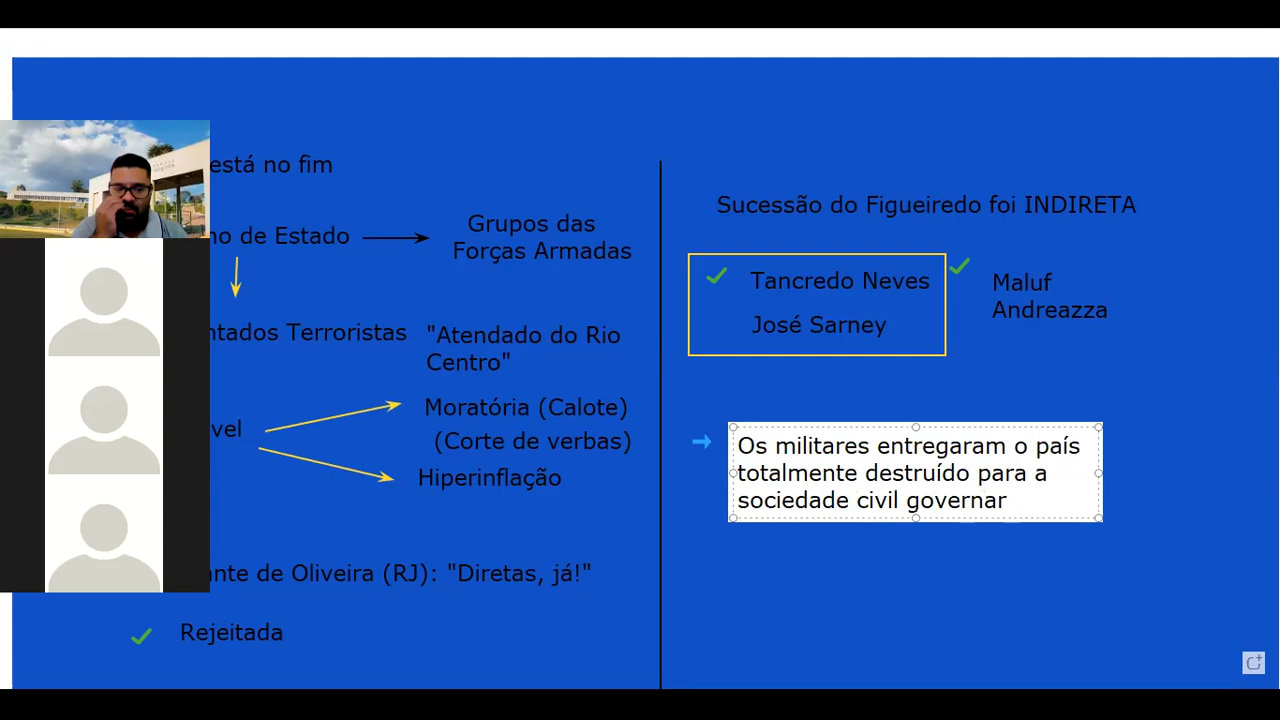 está no fim
no de Estado
Grupos das
Forças Armadas
ntados Terroristas
"Atendado do Rio
Centro"
vel
Moratória (Calote)
(Corte de verbas)
Hiperinflação
ante de Oliveira (RJ): "Diretas, já!"
Rejeitada
Sucessão do Figueiredo foi INDIRETA
Tancredo Neves
José Sarney
Maluf
Andreazza
Os militares entregaram o país
totalmente destruído para a
sociedade civil governar